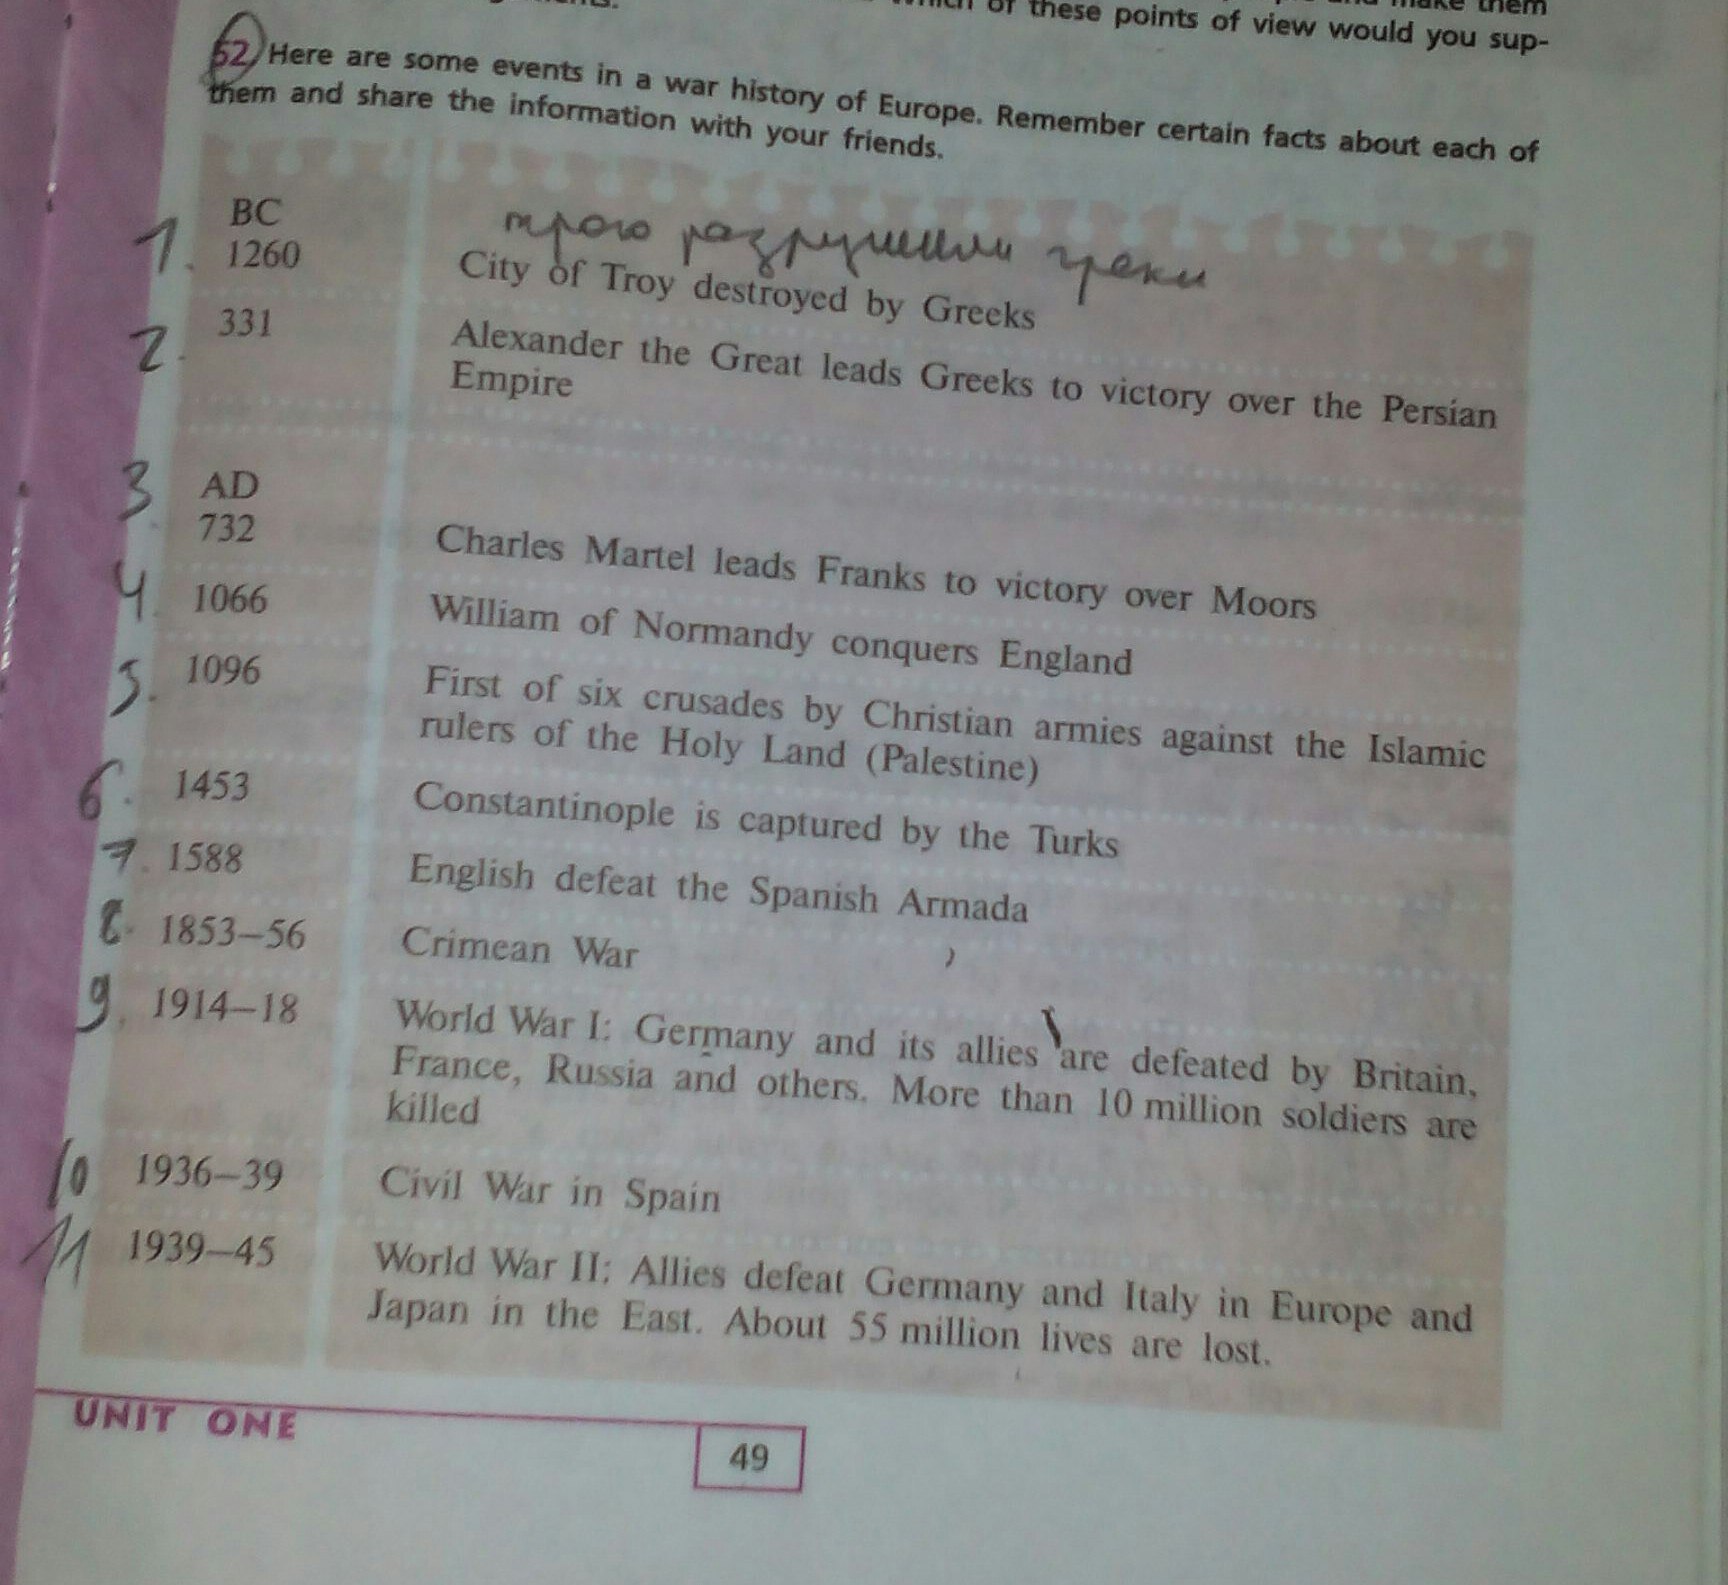 make them
which of these points of view would you sup-
52 Here are some events in a war history of Europe. Remember certain facts about each of
them and share the information with your friends.
BC
трою разрушили греки
1. 1260 City of Troy destroyed by Greeks
2. 331 Alexander the Great leads Greeks to victory over the Persian
Empire
3 AD
732 Charles Martel leads Franks to victory over Moors
4. 1066 William of Normandy conquers England
5. 1096 First of six crusades by Christian armies against the Islamic
rulers of the Holy Land (Palestine)
6. 1453 Constantinople is captured by the Turks
7. 1588 English defeat the Spanish Armada
8. 1853–56 Crimean War
9. 1914–18 World War I: Germany and its allies are defeated by Britain,
France, Russia and others. More than 10 million soldiers are
killed
10 1936–39 Civil War in Spain
11 1939–45 World War II: Allies defeat Germany and Italy in Europe and
Japan in the East. About 55 million lives are lost.
UNIT ONE
49